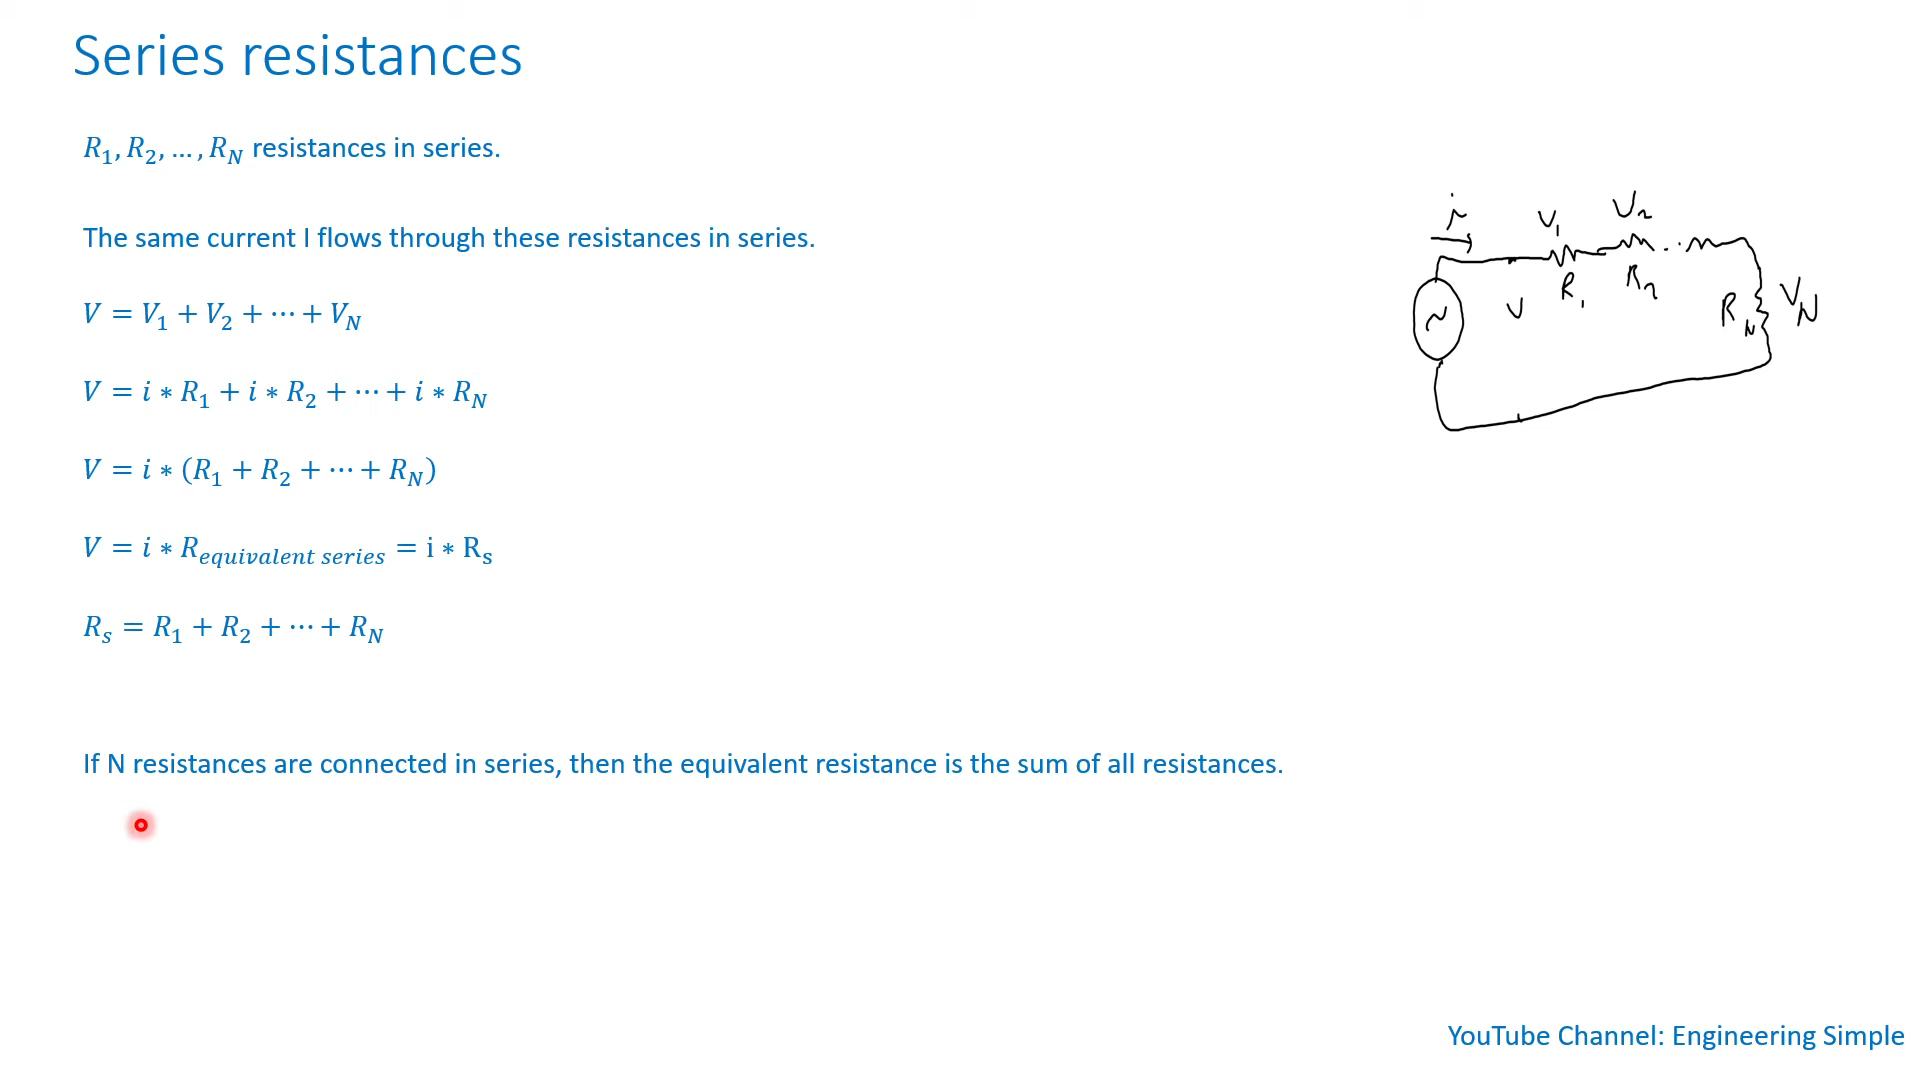 Series resistances
R₁, R₂, … , R_N resistances in series.
The same current I flows through these resistances in series.
V = V₁ + V₂ + ⋯ + V_N
V = i ∗ R₁ + i ∗ R₂ + ⋯ + i ∗ R_N
V = i ∗ (R₁ + R₂ + ⋯ + R_N)
V = i ∗ R_equivalent series = i ∗ R_s
R_s = R₁ + R₂ + ⋯ + R_N
If N resistances are connected in series, then the equivalent resistance is the sum of all resistances.
i
V₁
V₂
V
R₁
R₂
R_N
V_N
YouTube Channel: Engineering Simple